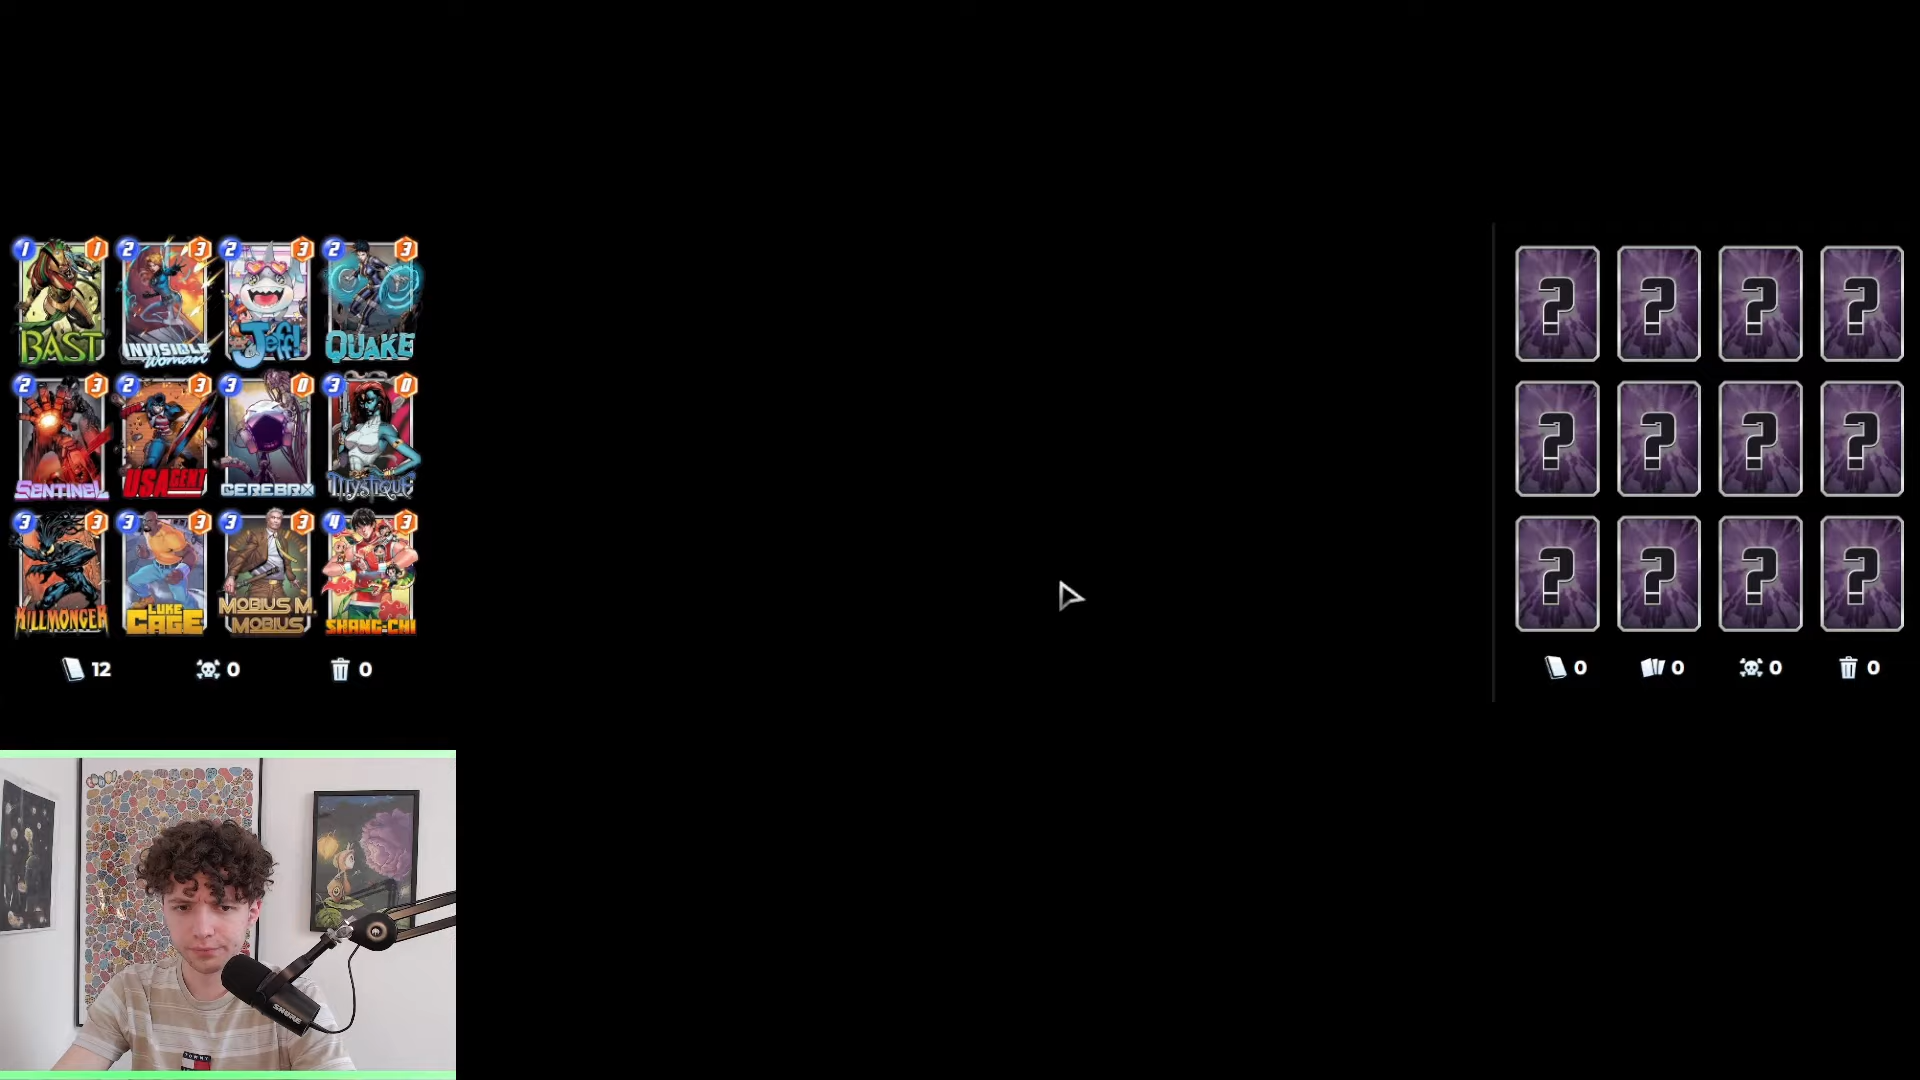 1 1 2 3 2 3 2 3
BAST INVISIBLE Woman Jeff! QUAKE
2 3 2 3 3 0 3 0
SENTINEL USAGENT CEREBRO MYSTIQUE
3 3 3 3 3 3 4 3
KILLMONGER LUKE CAGE MOBIUS M. MOBIUS SHANG-CHI
12 0 0
? ? ? ?
? ? ? ?
? ? ? ?
0 0 0 0
SHURE
TOMMY